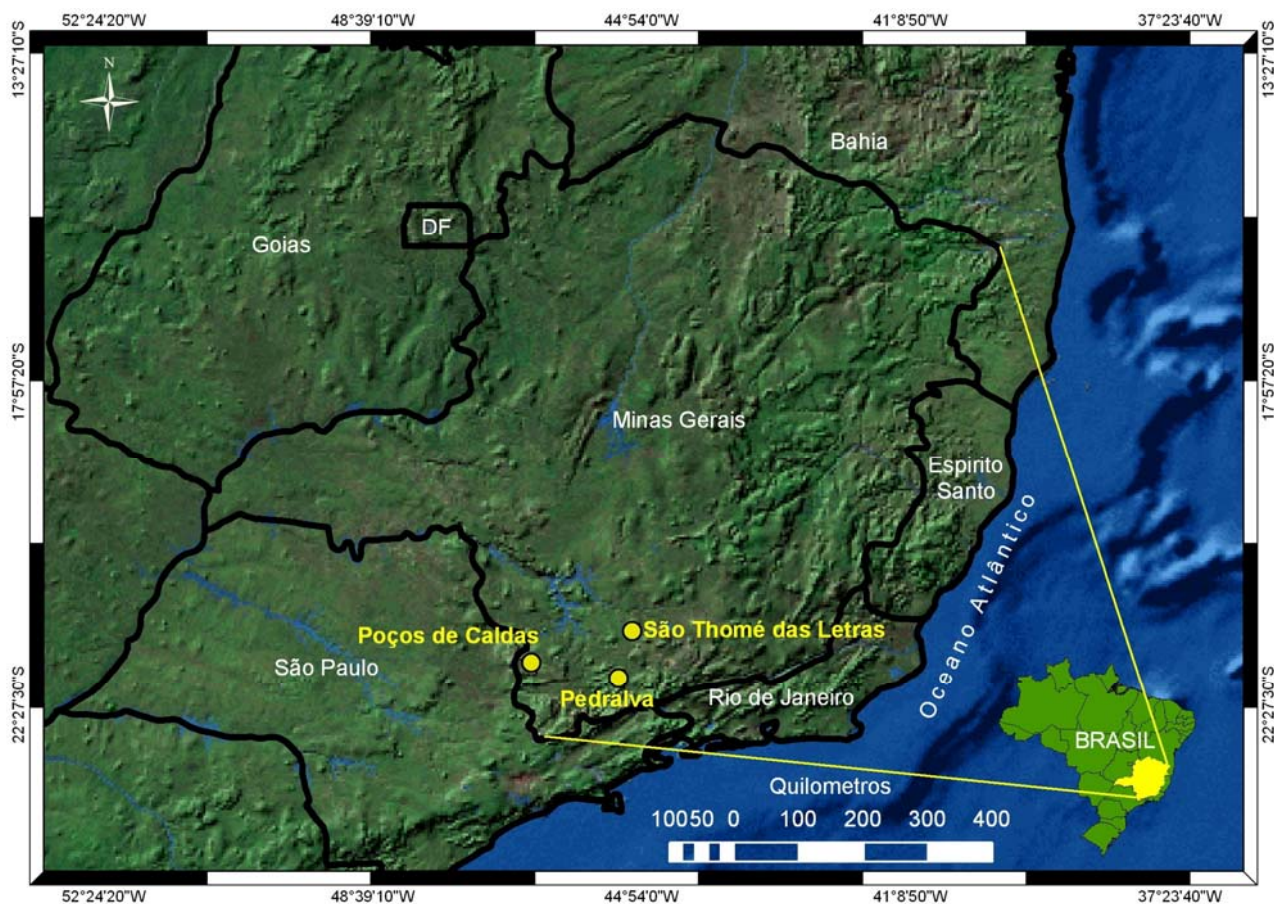 52°24'20"W 48°39'10"W 44°54'0"W 41°8'50"W 37°23'40"W
13°27'10"S
13°27'10"S
N
Bahia
DF
Goias
17°57'20"S
17°57'20"S
Minas Gerais
Espirito
Santo
Oceano Atlântico
São Thomé das Letras
Poços de Caldas
São Paulo
Pedralva
Rio de Janeiro
22°27'30"S
22°27'30"S
BRASIL
Quilometros
100 50 0 100 200 300 400
52°24'20"W 48°39'10"W 44°54'0"W 41°8'50"W 37°23'40"W